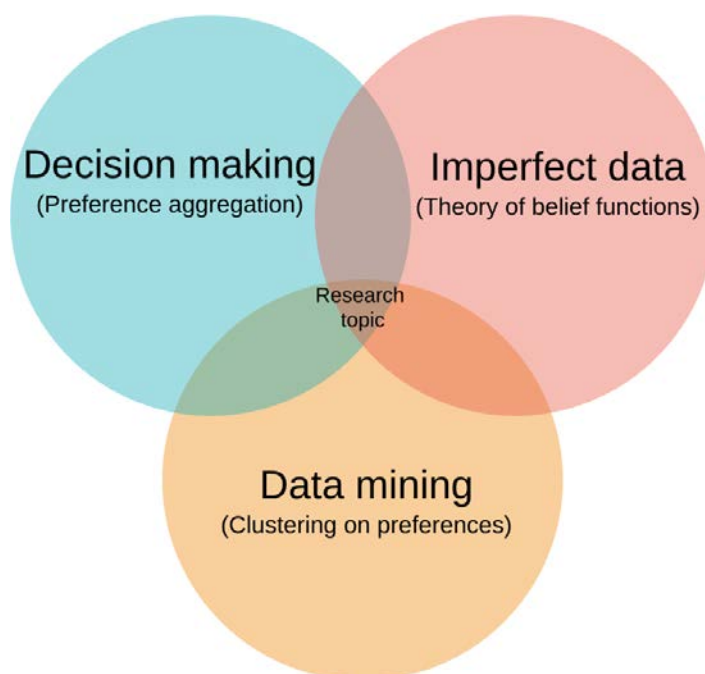 Decision making
(Preference aggregation)
Imperfect data
(Theory of belief functions)
Research
topic
Data mining
(Clustering on preferences)